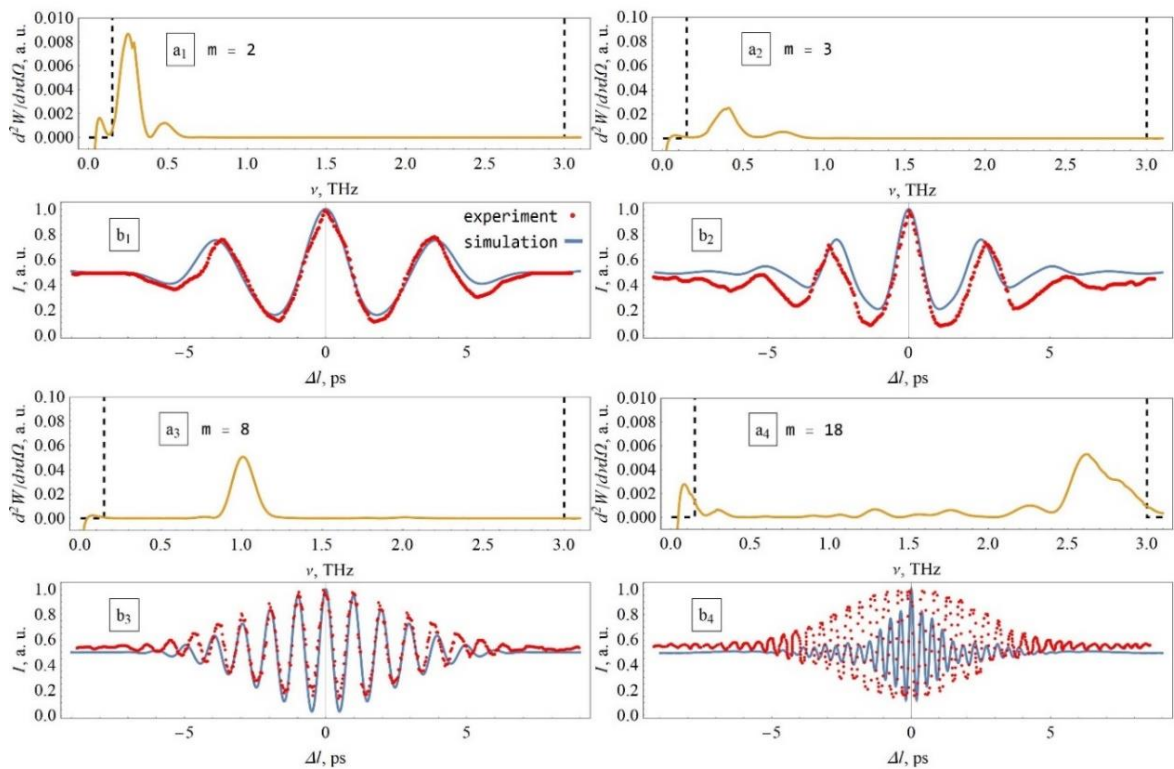 0.010
0.008
0.006
0.004
0.002
0.000
d²W/dνdΩ, a. u.
a₁ m = 2
0.0 0.5 1.0 1.5 2.0 2.5 3.0
ν, THz
0.10
0.08
0.06
0.04
0.02
0.00
d²W/dνdΩ, a. u.
a₂ m = 3
0.0 0.5 1.0 1.5 2.0 2.5 3.0
ν, THz
1.0
0.8
0.6
0.4
0.2
0.0
I, a. u.
b₁
experiment
simulation
−5 0 5
Δl, ps
1.0
0.8
0.6
0.4
0.2
0.0
I, a. u.
b₂
−5 0 5
Δl, ps
0.10
0.08
0.06
0.04
0.02
0.00
d²W/dνdΩ, a. u.
a₃ m = 8
0.0 0.5 1.0 1.5 2.0 2.5 3.0
ν, THz
0.010
0.008
0.006
0.004
0.002
0.000
d²W/dνdΩ, a. u.
a₄ m = 18
0.0 0.5 1.0 1.5 2.0 2.5 3.0
ν, THz
1.0
0.8
0.6
0.4
0.2
0.0
I, a. u.
b₃
−5 0 5
Δl, ps
1.0
0.8
0.6
0.4
0.2
0.0
I, a. u.
b₄
−5 0 5
Δl, ps